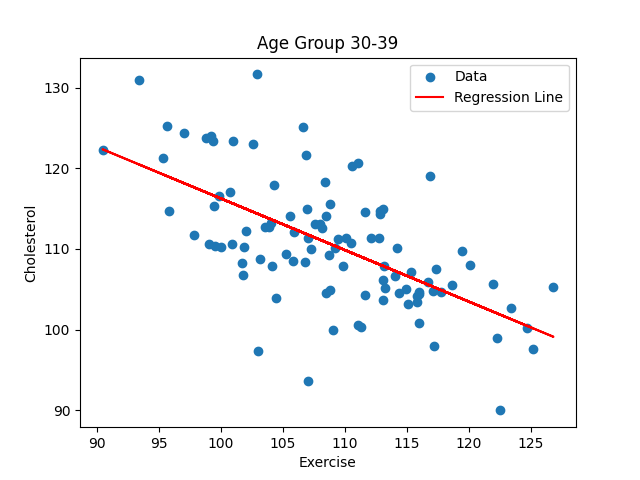 Age Group 30-39
Data
Regression Line
130
120
110
100
90
Cholesterol
90 95 100 105 110 115 120 125
Exercise